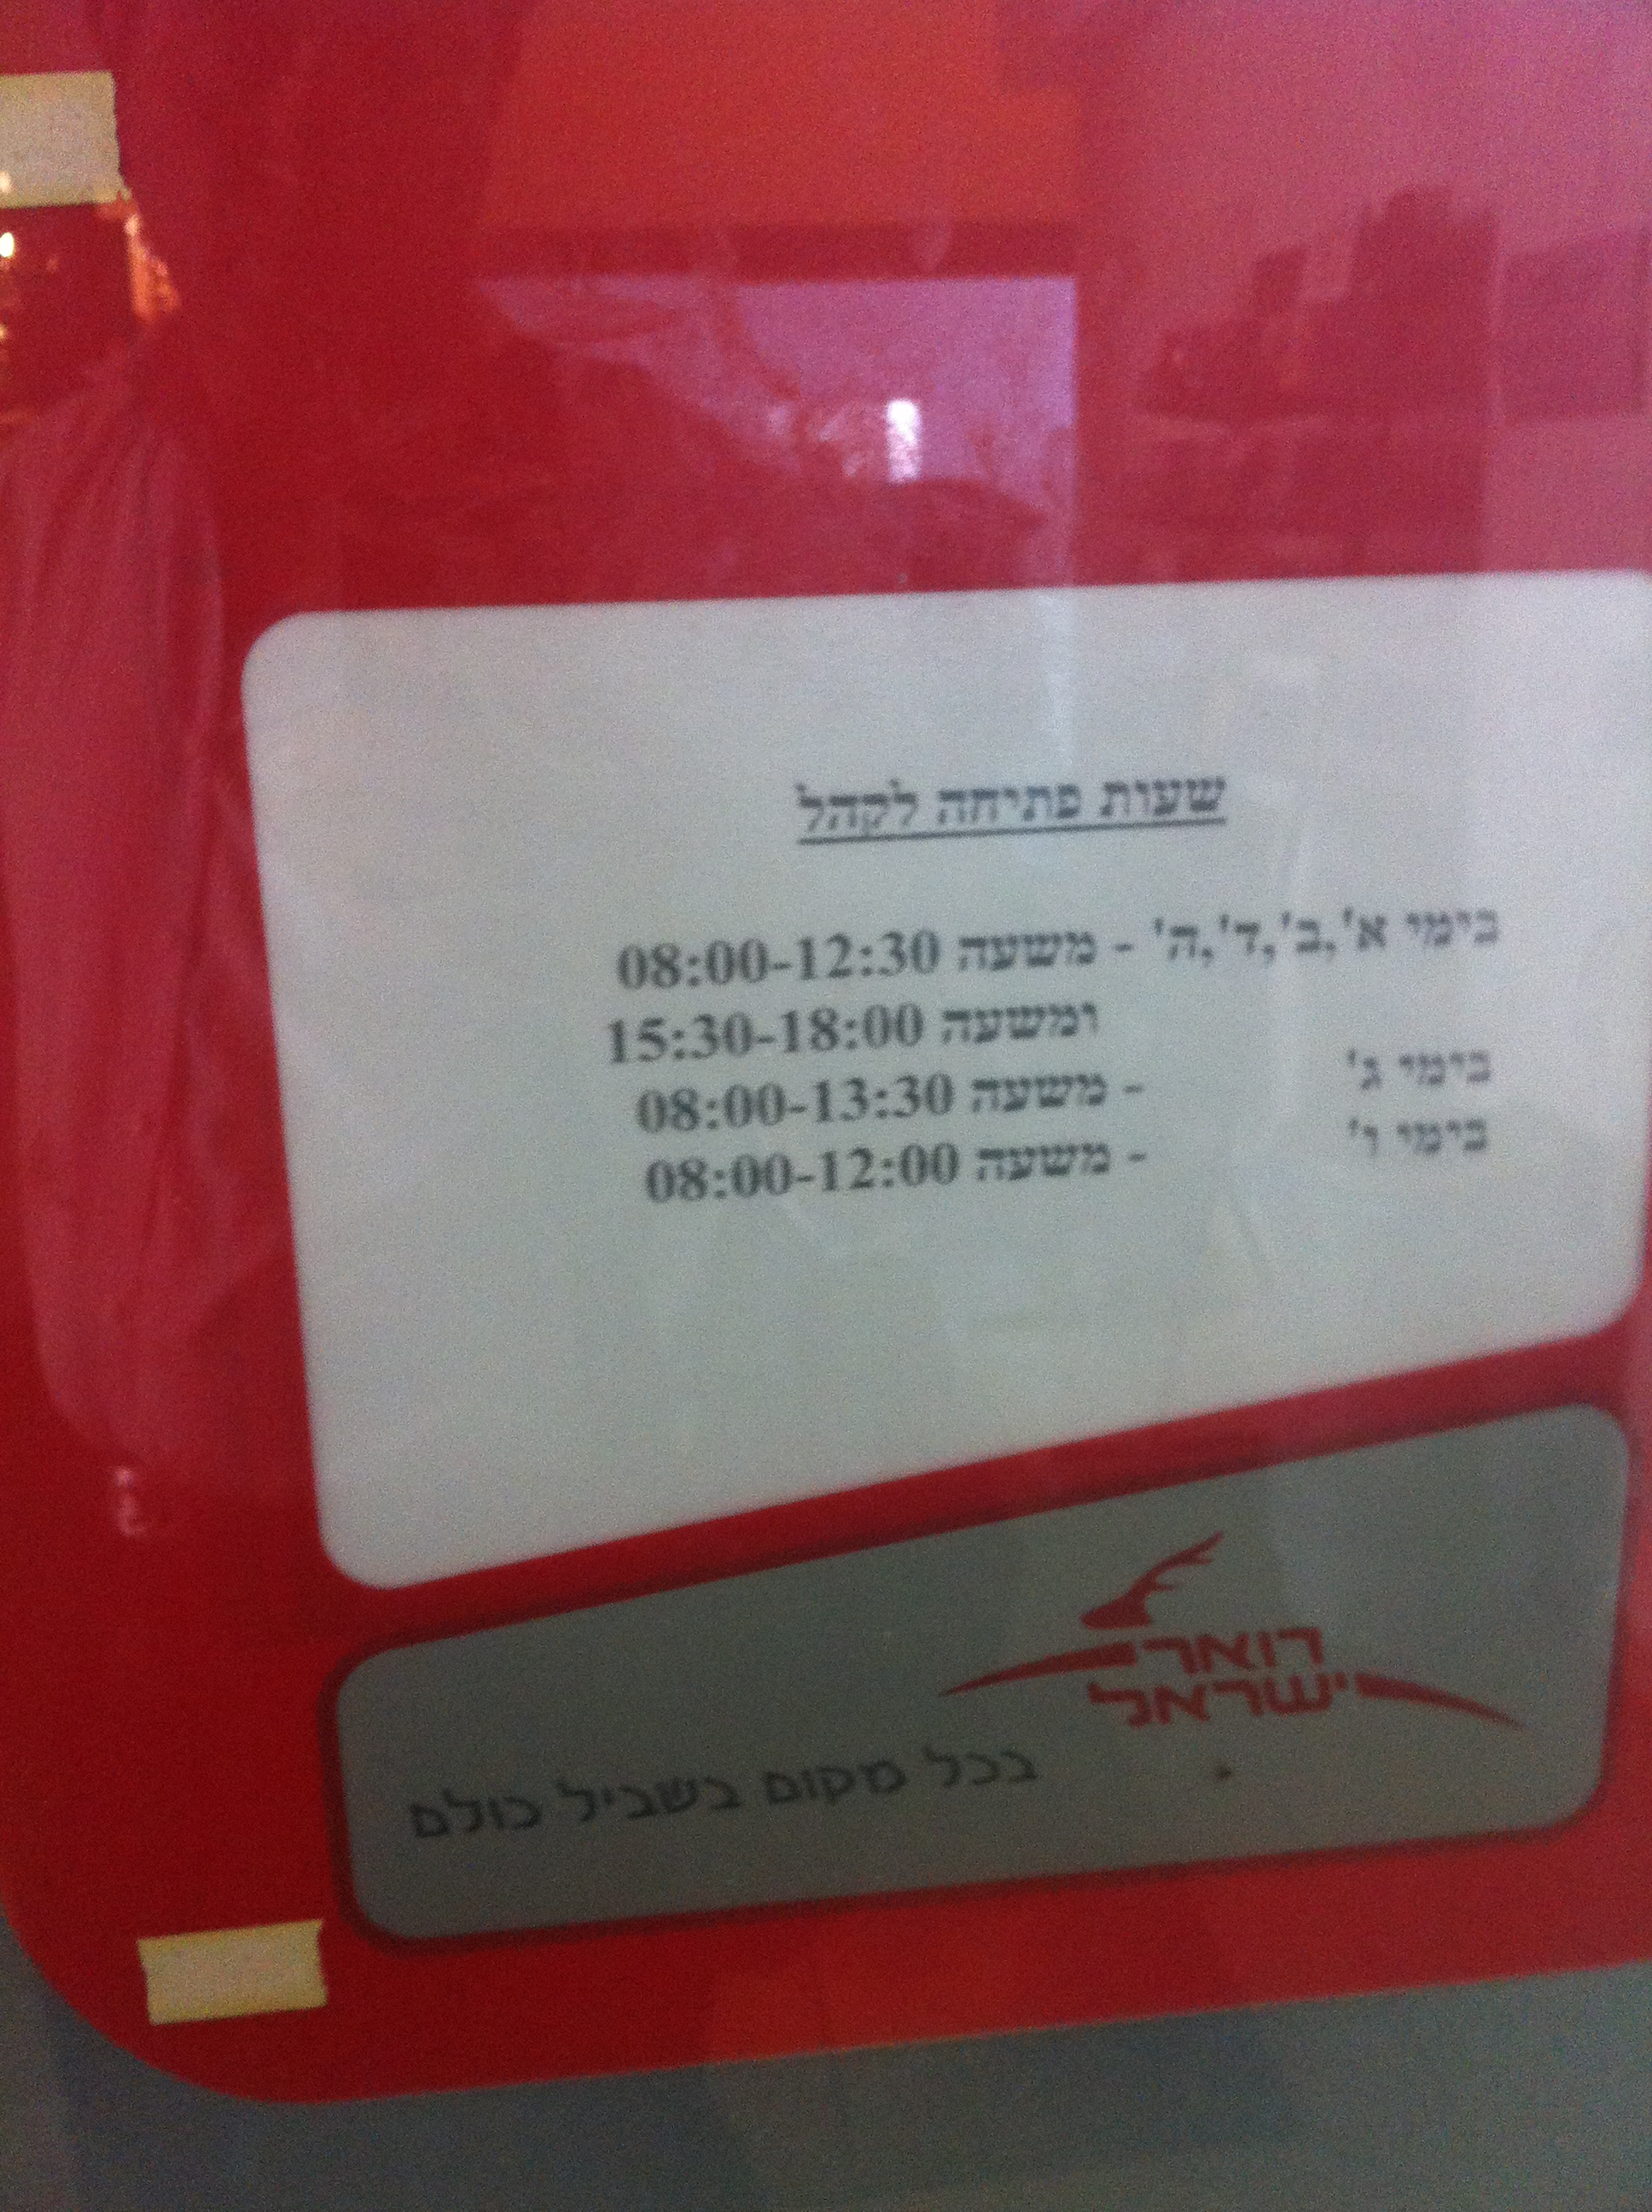 שעות פתיחה לקהל
בימי א',ב',ד',ה' - משעה 08:00-12:30
ומשעה 15:30-18:00
בימי ג' - משעה 08:00-13:30
בימי ו' - משעה 08:00-12:00
דואר
ישראל
בכל מקום בשביל כולם